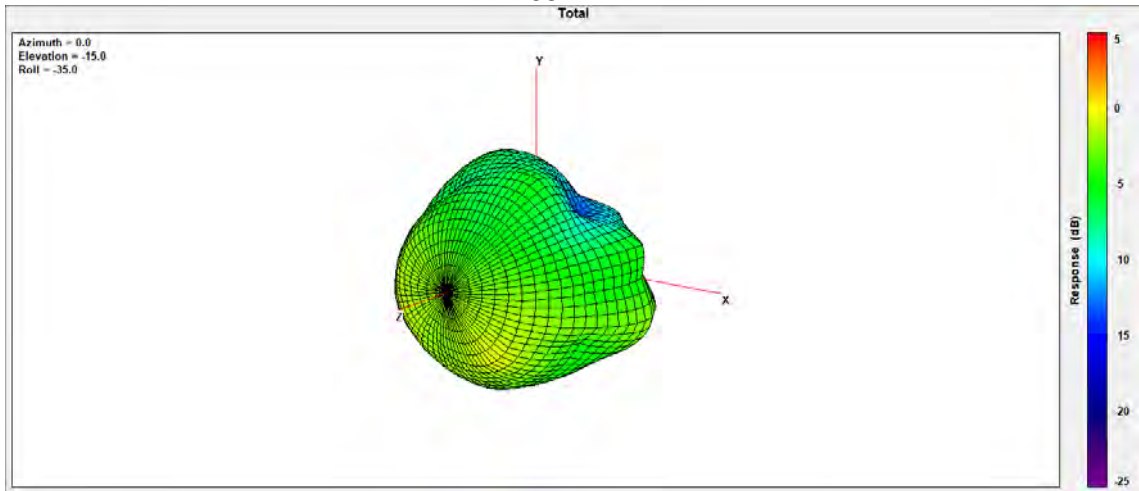 Total
Azimuth = 0.0
Elevation = -15.0
Roll = -35.0
Y
X
Z
5
0
-5
10
15
-20
-25
Response (dB)